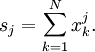 s_j = \sum_{k=1}^{N} x_k^j.